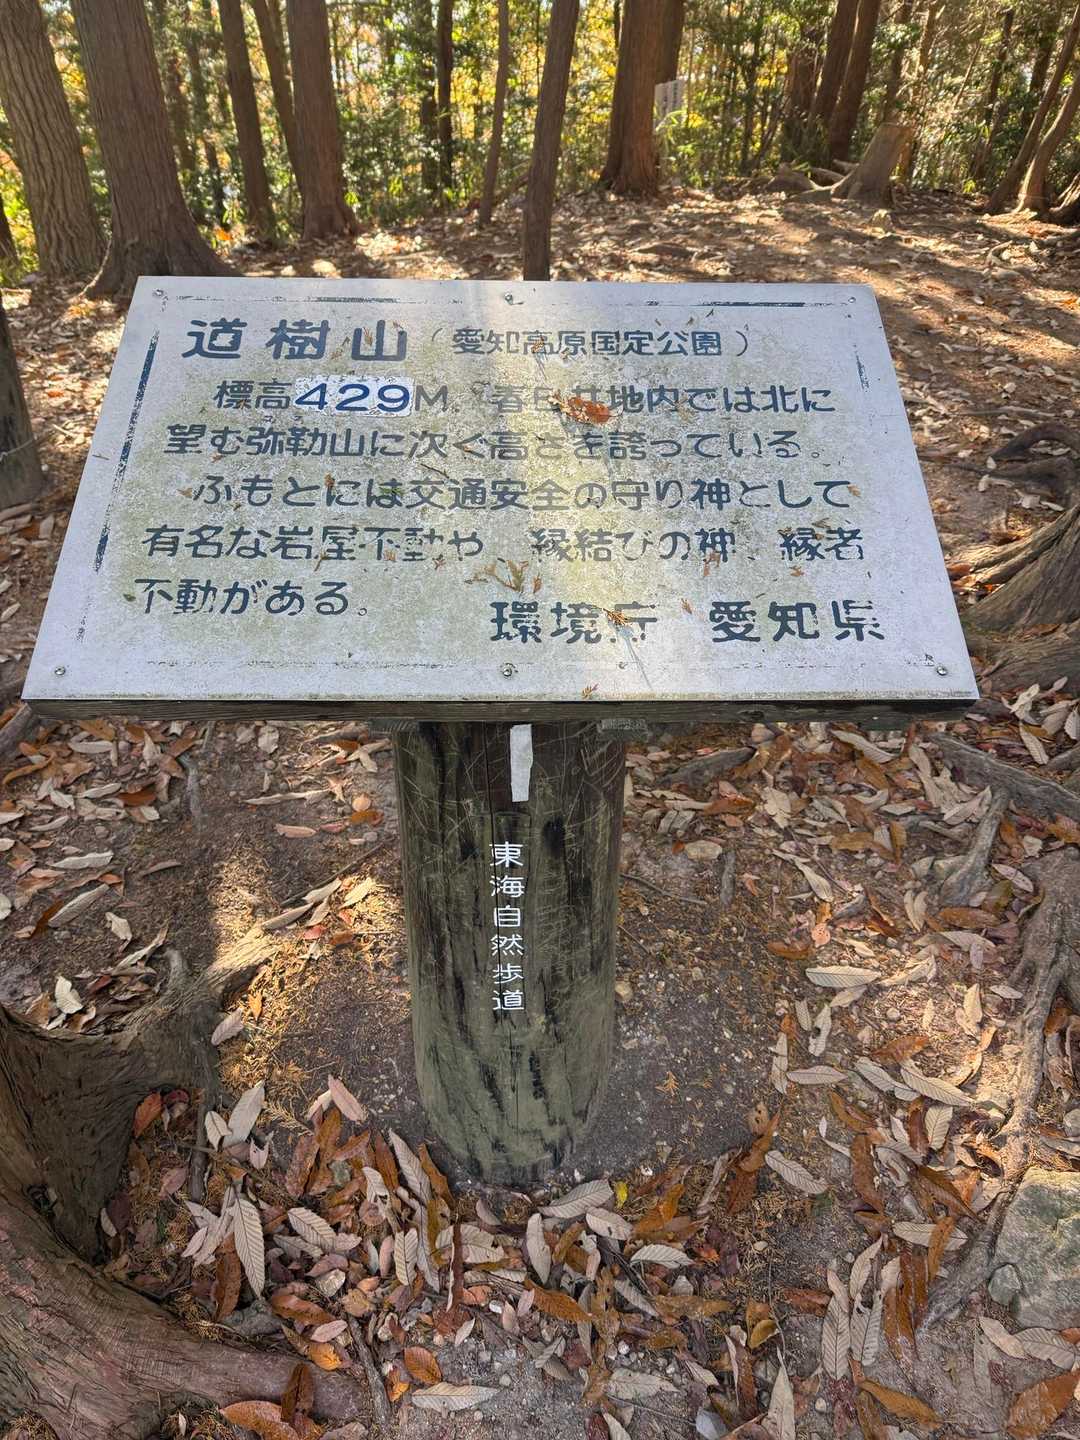 道樹山（愛知高原国定公園）
標高429M。春日井地内では北に
望む弥勒山に次ぐ高さを誇っている。
ふもとには交通安全の守り神として
有名な岩屋不動や、縁結びの神、縁者
不動がある。
環境庁 愛知県
東海自然歩道